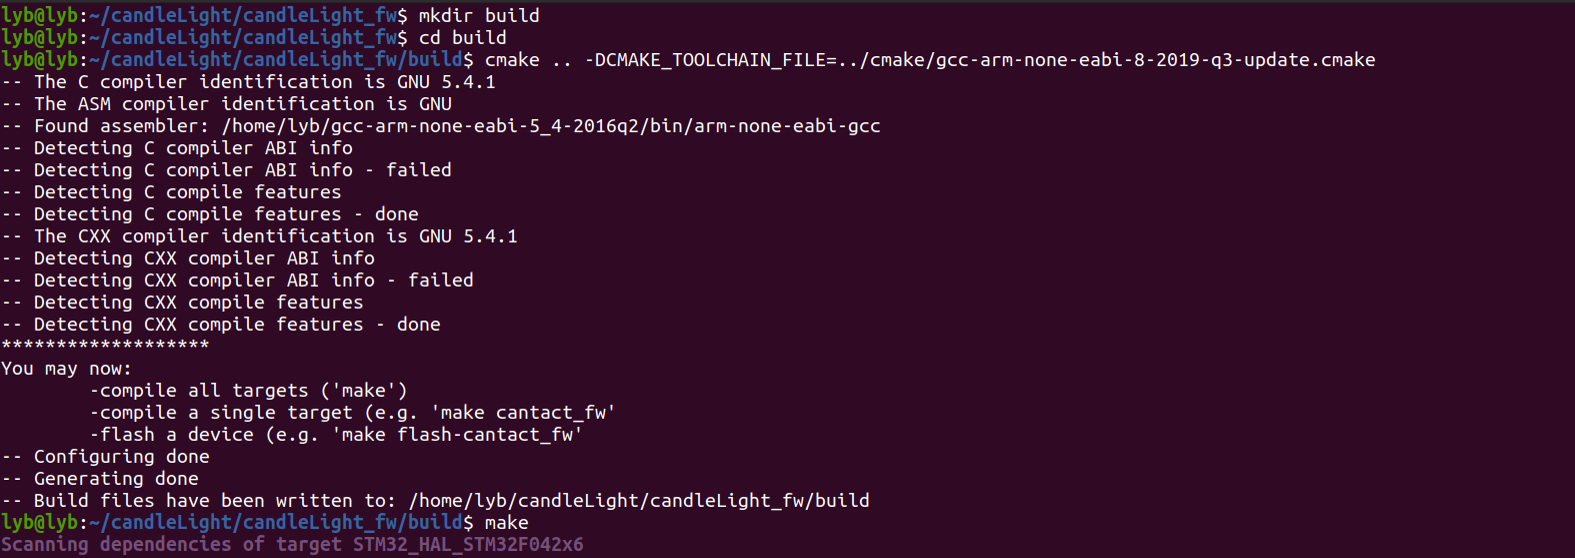 lyb@lyb:~/candleLight/candleLight_fw$ mkdir build
lyb@lyb:~/candleLight/candleLight_fw$ cd build
lyb@lyb:~/candleLight/candleLight_fw/build$ cmake .. -DCMAKE_TOOLCHAIN_FILE=../cmake/gcc-arm-none-eabi-8-2019-q3-update.cmake
-- The C compiler identification is GNU 5.4.1
-- The ASM compiler identification is GNU
-- Found assembler: /home/lyb/gcc-arm-none-eabi-5_4-2016q2/bin/arm-none-eabi-gcc
-- Detecting C compiler ABI info
-- Detecting C compiler ABI info - failed
-- Detecting C compile features
-- Detecting C compile features - done
-- The CXX compiler identification is GNU 5.4.1
-- Detecting CXX compiler ABI info
-- Detecting CXX compiler ABI info - failed
-- Detecting CXX compile features
-- Detecting CXX compile features - done
*******************
You may now:
        -compile all targets ('make')
        -compile a single target (e.g. 'make cantact_fw'
        -flash a device (e.g. 'make flash-cantact_fw'
-- Configuring done
-- Generating done
-- Build files have been written to: /home/lyb/candleLight/candleLight_fw/build
lyb@lyb:~/candleLight/candleLight_fw/build$ make
Scanning dependencies of target STM32_HAL_STM32F042x6